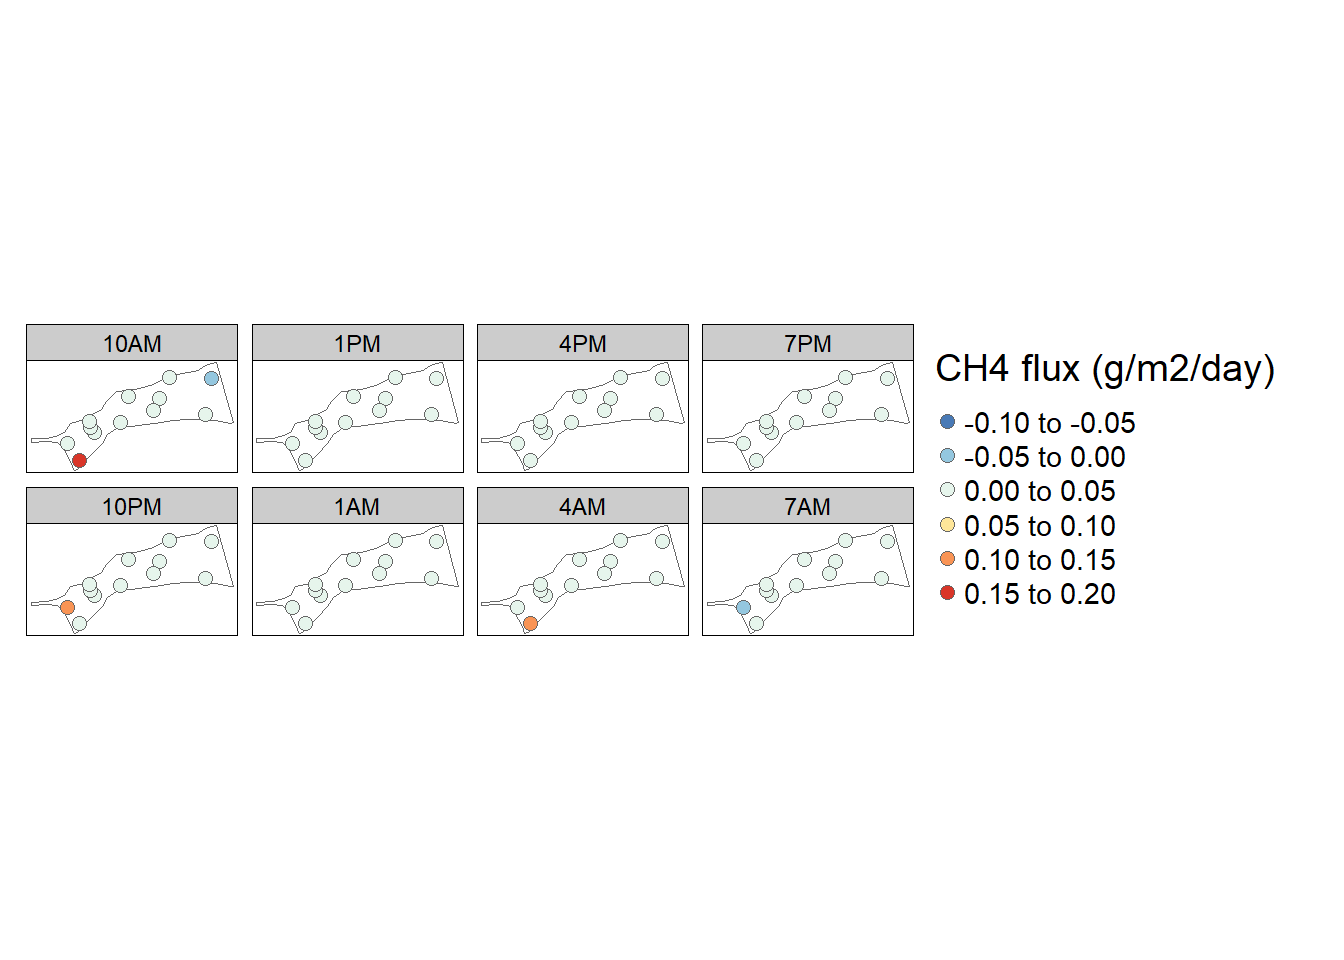 10AM
1PM
4PM
7PM
10PM
1AM
4AM
7AM
CH4 flux (g/m2/day)
-0.10 to -0.05
-0.05 to 0.00
0.00 to 0.05
0.05 to 0.10
0.10 to 0.15
0.15 to 0.20